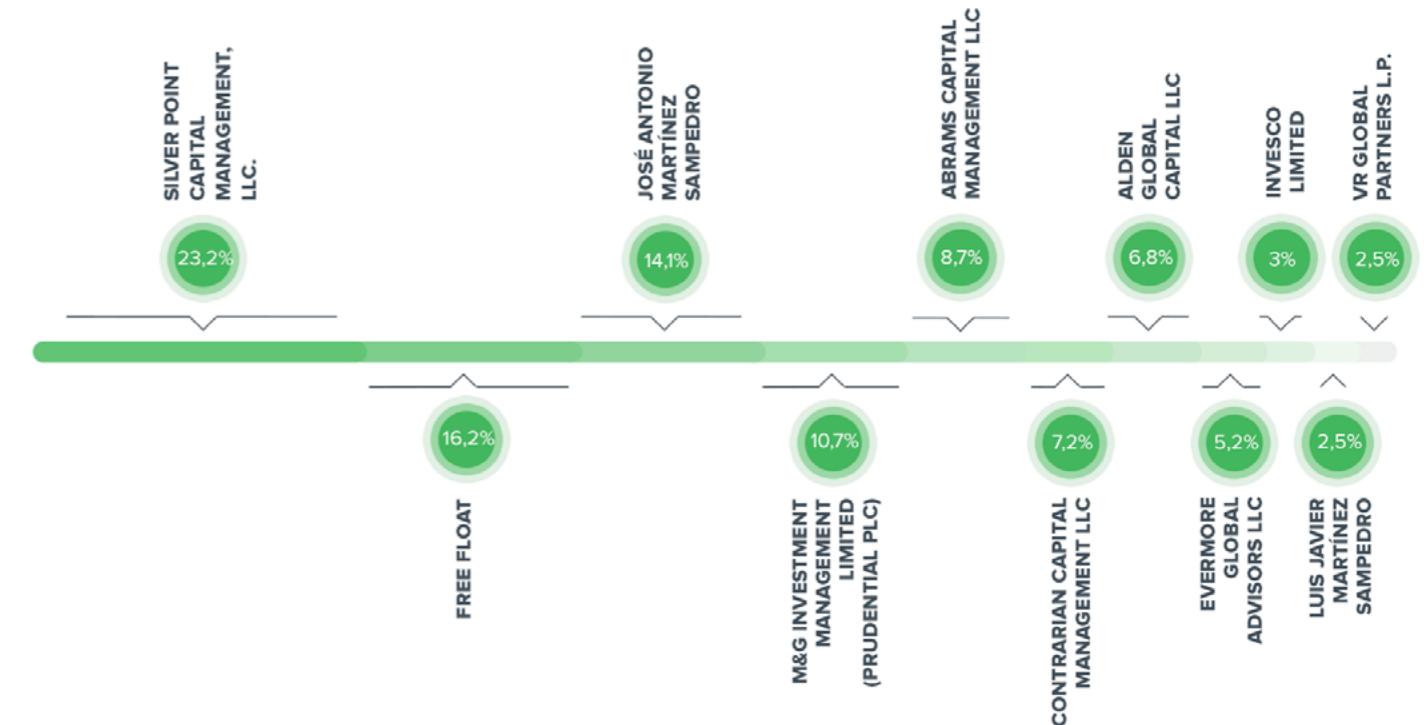 SILVER POINT
CAPITAL
MANAGEMENT,
LLC.
23,2%
16,2%
FREE FLOAT
JOSÉ ANTONIO
MARTÍNEZ
SAMPEDRO
14,1%
10,7%
M&G INVESTMENT
MANAGEMENT
LIMITED
(PRUDENTIAL PLC)
ABRAMS CAPITAL
MANAGEMENT LLC
8,7%
7,2%
CONTRARIAN CAPITAL
MANAGEMENT LLC
ALDEN
GLOBAL
CAPITAL LLC
6,8%
5,2%
EVERMORE
GLOBAL
ADVISORS LLC
INVESCO
LIMITED
3%
2,5%
LUIS JAVIER
MARTÍNEZ
SAMPEDRO
VR GLOBAL
PARTNERS L.P.
2,5%